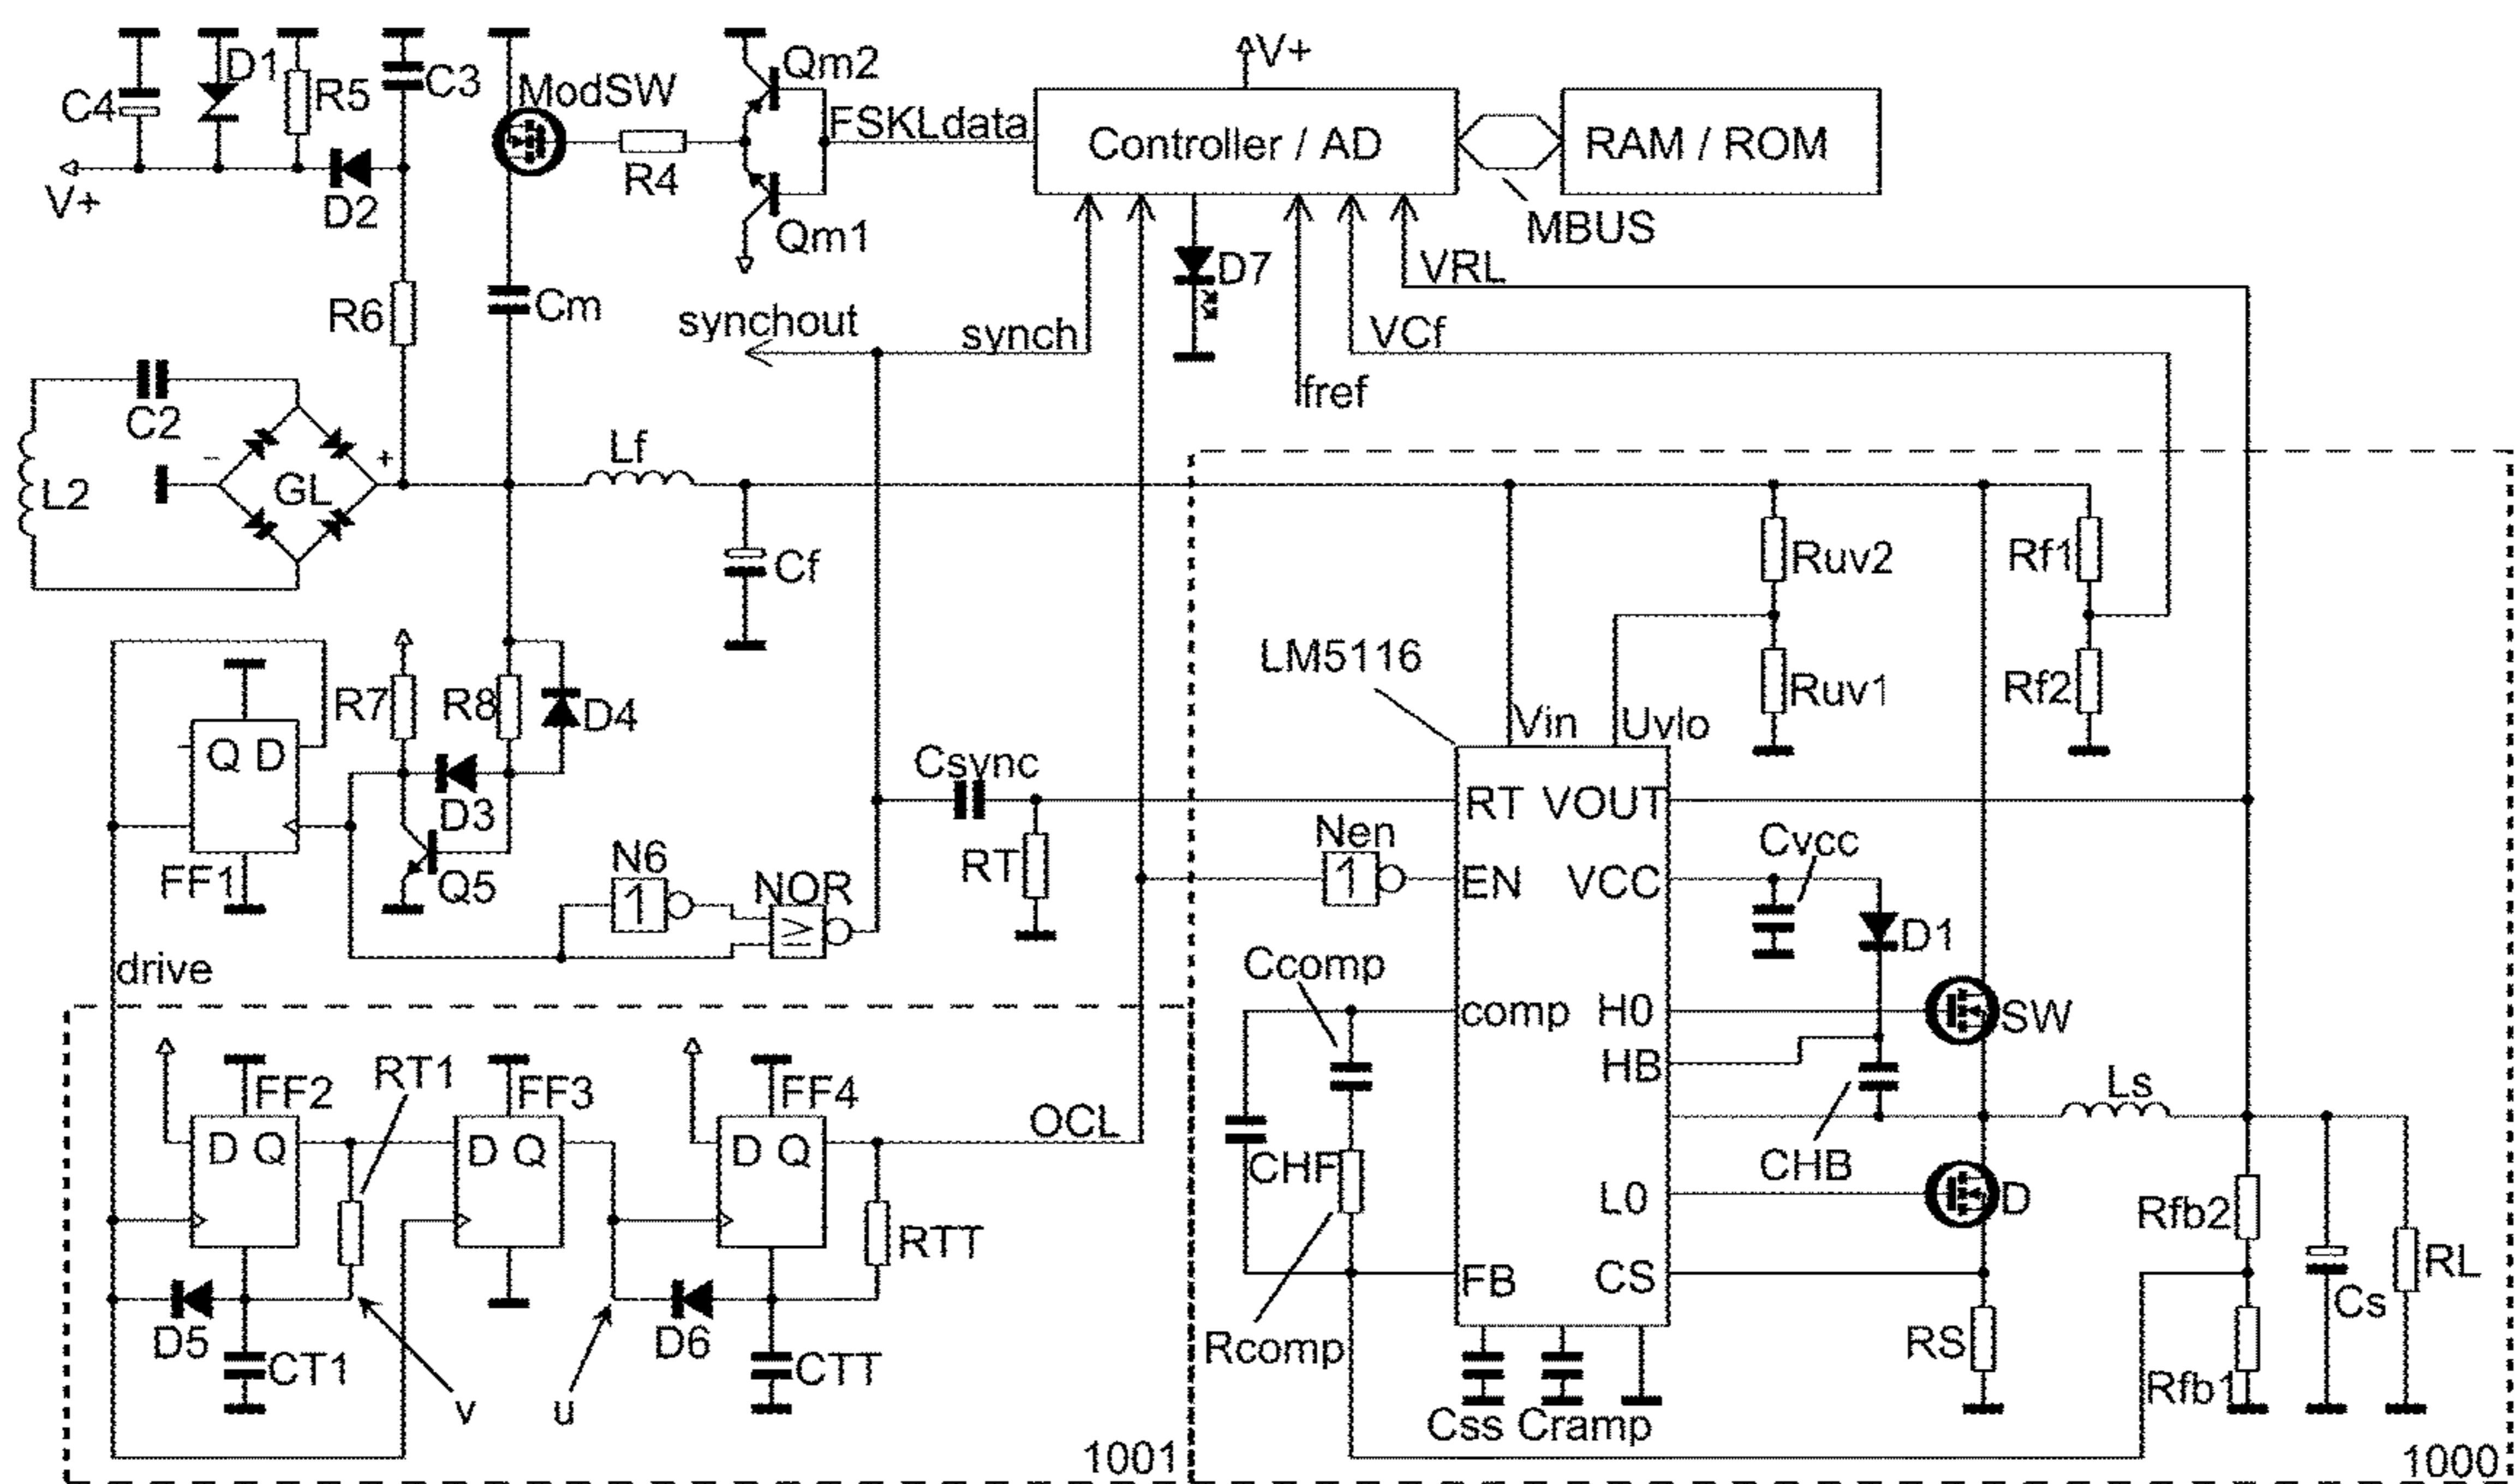 V+
Qm2
D1
C3
ModSW
R5
C4
FSKLdata
Controller / AD
RAM / ROM
R4
V+
D2
Qm1
MBUS
D7
VRL
R6
Cm
synchout
synch
VCf
fref
C2
Lf
–
+
L2
GL
Cf
Ruv2
Rf1
LM5116
R7
R8
D4
Ruv1
Rf2
Vin
Uvlo
Q D
Csync
D3
RT
VOUT
Nen
Cvcc
N6
1
RT
FF1
Q5
NOR
1
≥
EN
VCC
D1
drive
Ccomp
comp
H0
SW
HB
FF2
RT1
FF3
FF4
Ls
OCL
D Q
D Q
D Q
CHF
CHB
L0
D
Rfb2
RTT
FB
CS
RL
Cs
D5
D6
Rcomp
RS
CT1
CTT
Rfb1
v
u
Css
Cramp
1001
1000